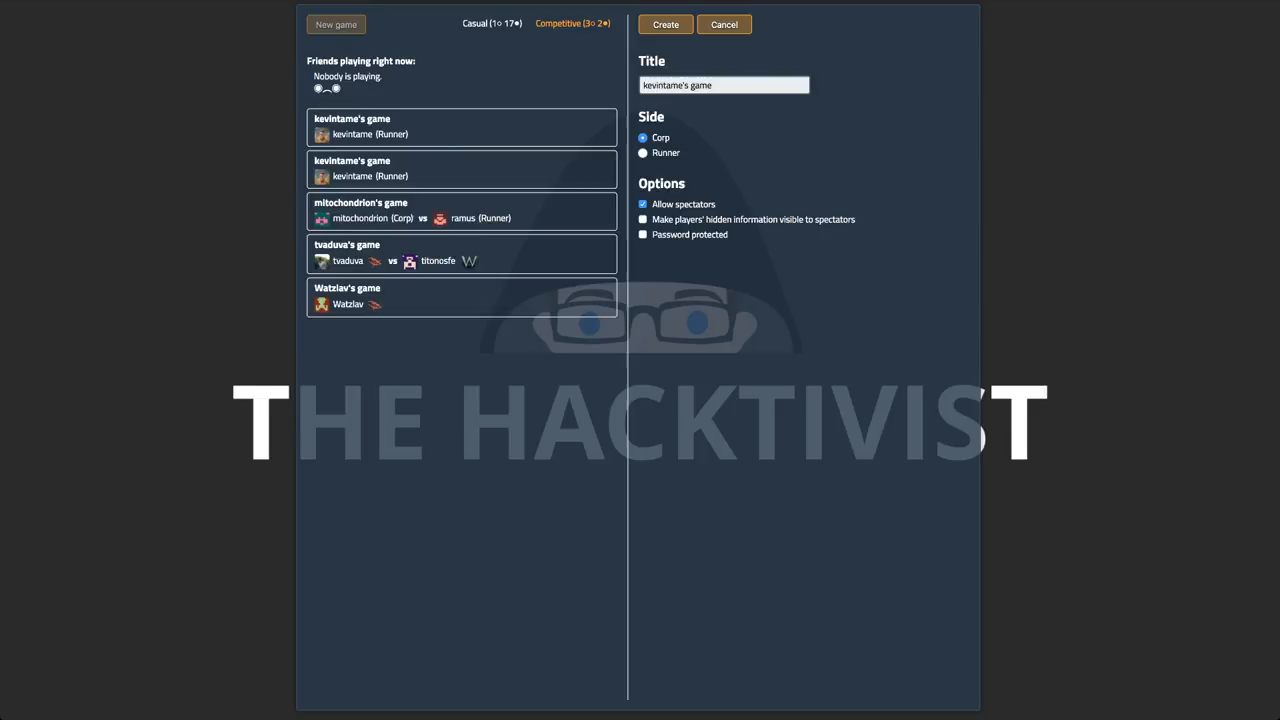 New game
Casual (1○ 17●)
Competitive (3○ 2●)
Friends playing right now:
Nobody is playing.
kevintame's game
kevintame (Runner)
kevintame's game
kevintame (Runner)
mitochondrion's game
mitochondrion (Corp) vs ramus (Runner)
tvaduva's game
tvaduva vs titonosfe
Watzlav's game
Watzlav
Create
Cancel
Title
kevintame's game
Side
Corp
Runner
Options
Allow spectators
Make players' hidden information visible to spectators
Password protected
THE HACKTIVIST